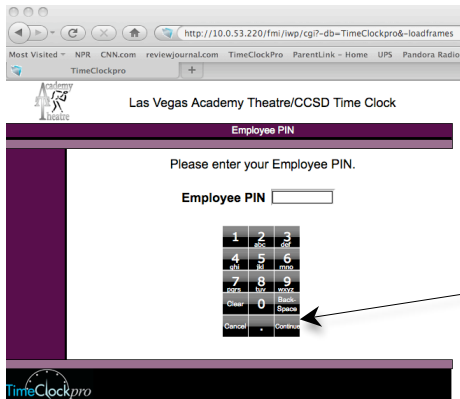 http://10.0.53.220/fmi/iwp/cgi?-db=TimeClockpro&-loadframes
Most Visited NPR CNN.com reviewjournal.com TimeClockPro ParentLink - Home UPS Pandora Radio
TimeClockpro +
Academy
Theatre
Las Vegas Academy Theatre/CCSD Time Clock
Employee PIN
Please enter your Employee PIN.
Employee PIN
1 2 abc 3 def
4 ghi 5 jkl 6 mno
7 pqrs 8 tuv 9 wxyz
Clear 0 Back-Space
Cancel . Continue
TimeClockpro